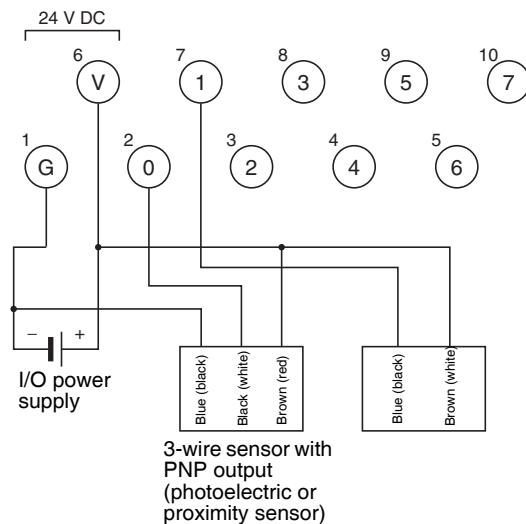 24 V DC
6 7 8 9 10
V 1 3 5 7
1 2 3 4 5
G 0 2 4 6
− +
I/O power
supply
Blue (black)
Black (white)
Brown (red)
Blue (black)
Brown (white)
3-wire sensor with
PNP output
(photoelectric or
proximity sensor)